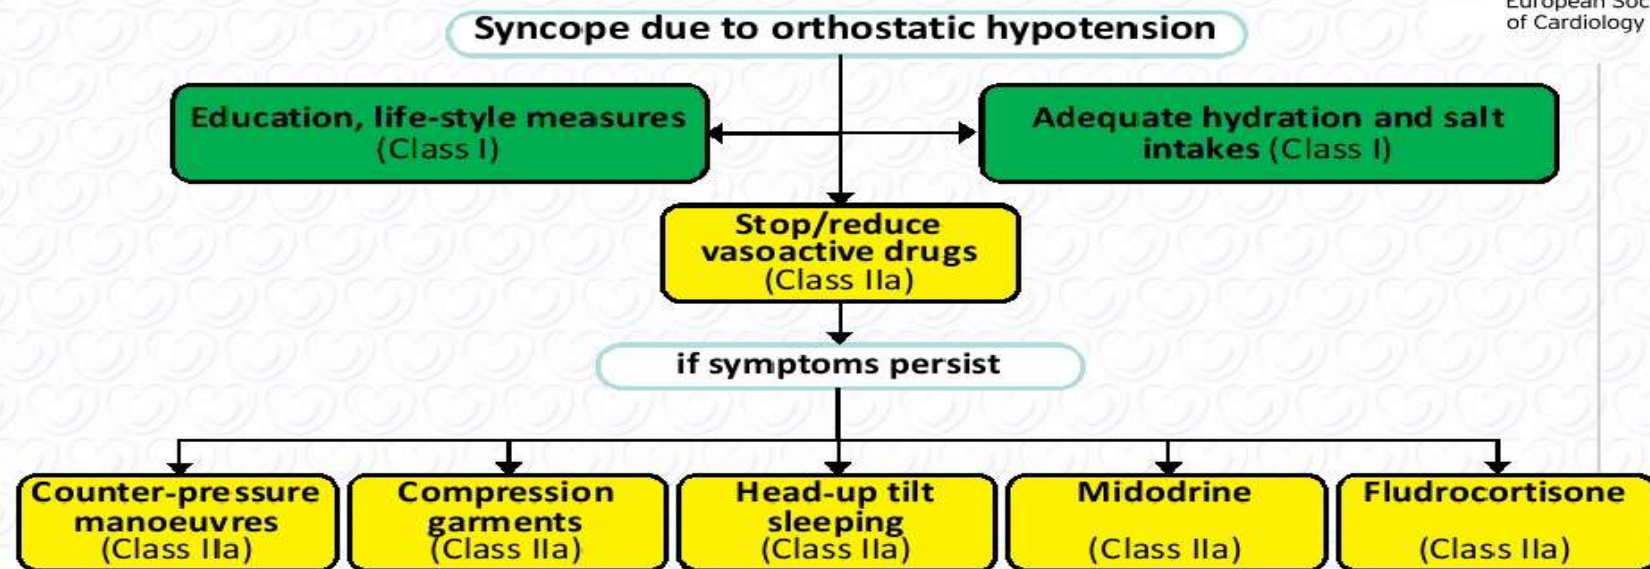 European Soc
of Cardiology
Syncope due to orthostatic hypotension
Education, life-style measures
(Class I)
Adequate hydration and salt
intakes (Class I)
Stop/reduce
vasoactive drugs
(Class IIa)
if symptoms persist
Counter-pressure
manoeuvres
(Class IIa)
Compression
garments
(Class IIa)
Head-up tilt
sleeping
(Class IIa)
Midodrine
(Class IIa)
Fludrocortisone
(Class IIa)